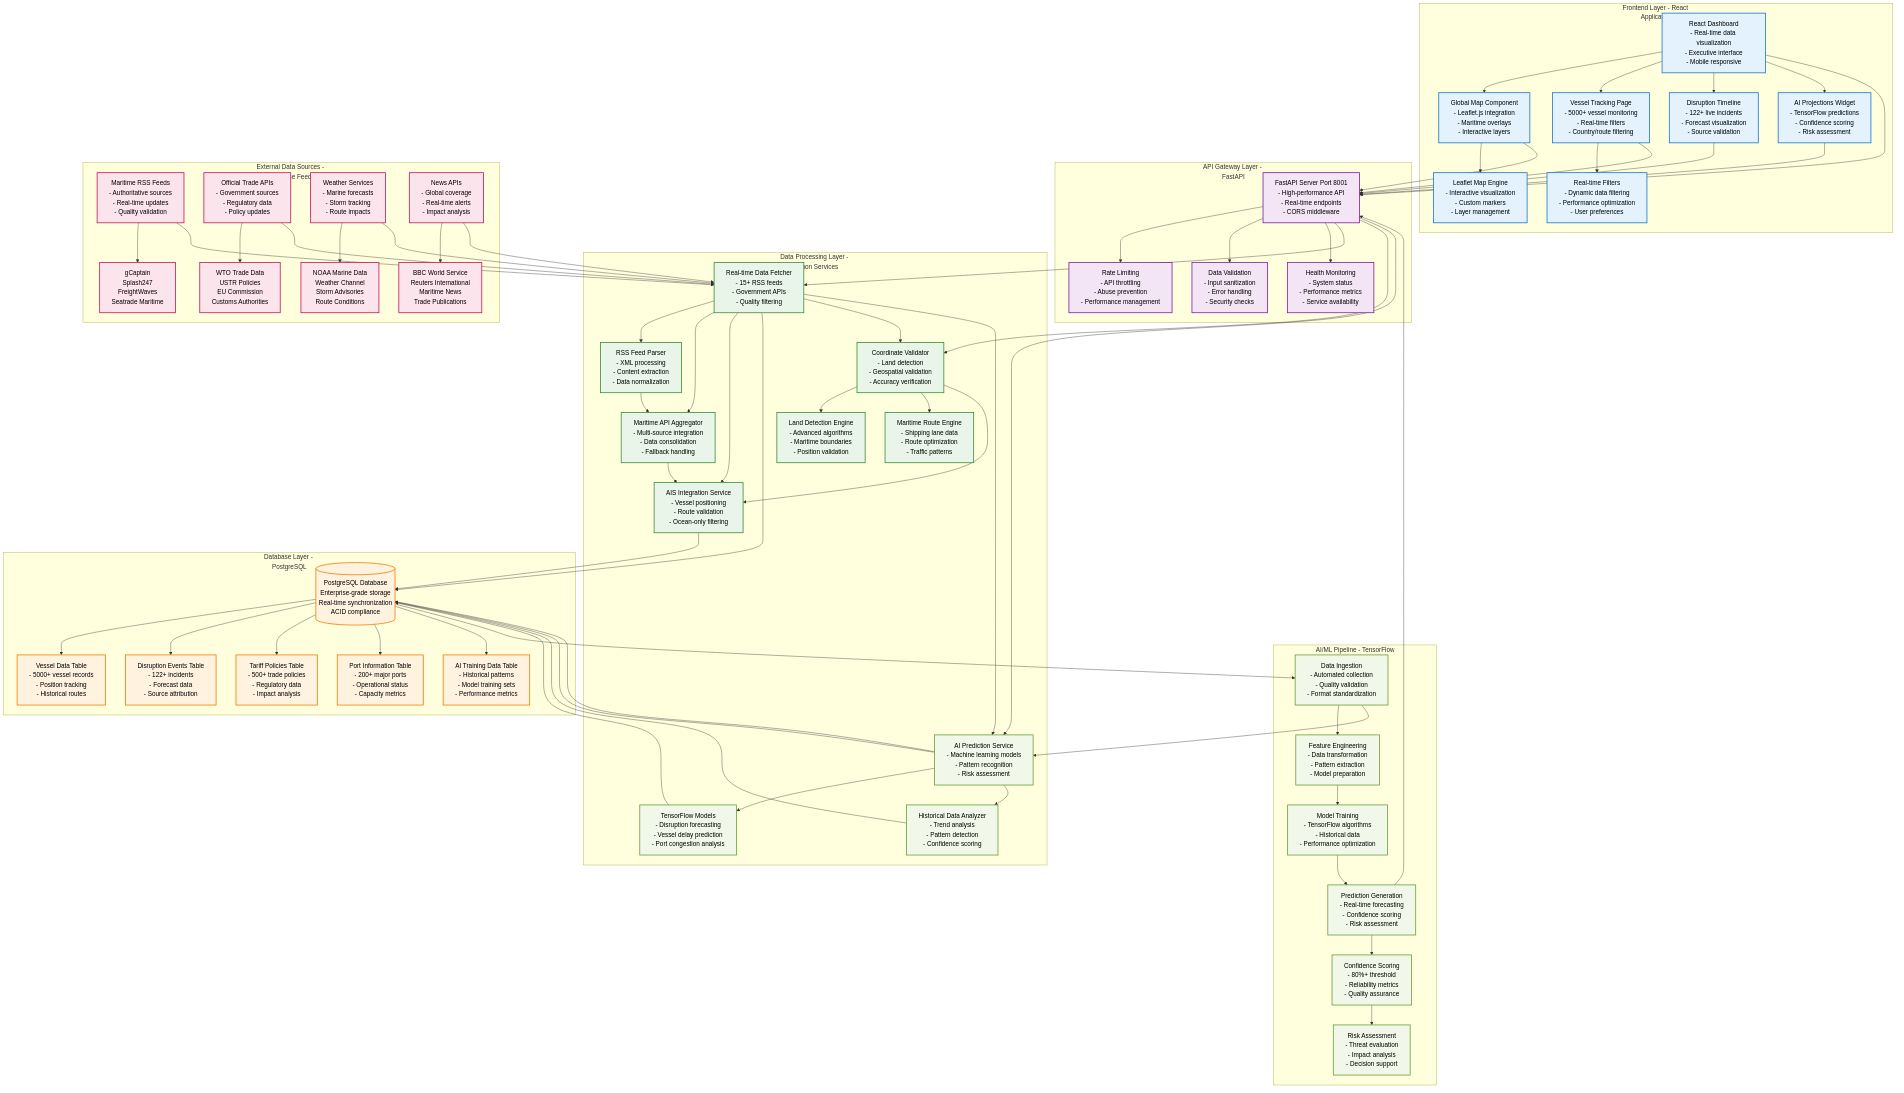 Frontend Layer - React
Applica
React Dashboard
- Real-time data
visualization
- Executive interface
- Mobile responsive
Global Map Component
- Leaflet.js integration
- Maritime overlays
- Interactive layers
Vessel Tracking Page
- 5000+ vessel monitoring
- Real-time filters
- Country/route filtering
Disruption Timeline
- 122+ live incidents
- Forecast visualization
- Source validation
AI Projections Widget
- TensorFlow predictions
- Confidence scoring
- Risk assessment
Leaflet Map Engine
- Interactive visualization
- Custom markers
- Layer management
Real-time Filters
- Dynamic data filtering
- Performance optimization
- User preferences
External Data Sources -
e Feed
Maritime RSS Feeds
- Authoritative sources
- Real-time updates
- Quality validation
Official Trade APIs
- Government sources
- Regulatory data
- Policy updates
Weather Services
- Marine forecasts
- Storm tracking
- Route impacts
News APIs
- Global coverage
- Real-time alerts
- Impact analysis
gCaptain
Splash247
FreightWaves
Seatrade Maritime
WTO Trade Data
USTR Policies
EU Commission
Customs Authorities
NOAA Marine Data
Weather Channel
Storm Advisories
Route Conditions
BBC World Service
Reuters International
Maritime News
Trade Publications
API Gateway Layer -
FastAPI
FastAPI Server Port 8001
- High-performance API
- Real-time endpoints
- CORS middleware
Rate Limiting
- API throttling
- Abuse prevention
- Performance management
Data Validation
- Input sanitization
- Error handling
- Security checks
Health Monitoring
- System status
- Performance metrics
- Service availability
Data Processing Layer -
on Services
Real-time Data Fetcher
- 15+ RSS feeds
- Government APIs
- Quality filtering
RSS Feed Parser
- XML processing
- Content extraction
- Data normalization
Coordinate Validator
- Land detection
- Geospatial validation
- Accuracy verification
Maritime API Aggregator
- Multi-source integration
- Data consolidation
- Fallback handling
Land Detection Engine
- Advanced algorithms
- Maritime boundaries
- Position validation
Maritime Route Engine
- Shipping lane data
- Route optimization
- Traffic patterns
AIS Integration Service
- Vessel positioning
- Route validation
- Ocean-only filtering
Database Layer -
PostgreSQL
PostgreSQL Database
Enterprise-grade storage
Real-time synchronization
ACID compliance
Vessel Data Table
- 5000+ vessel records
- Position tracking
- Historical routes
Disruption Events Table
- 122+ incidents
- Forecast data
- Source attribution
Tariff Policies Table
- 500+ trade policies
- Regulatory data
- Impact analysis
Port Information Table
- 200+ major ports
- Operational status
- Capacity metrics
AI Training Data Table
- Historical patterns
- Model training sets
- Performance metrics
AI Prediction Service
- Machine learning models
- Pattern recognition
- Risk assessment
TensorFlow Models
- Disruption forecasting
- Vessel delay prediction
- Port congestion analysis
Historical Data Analyzer
- Trend analysis
- Pattern detection
- Confidence scoring
AI/ML Pipeline - TensorFlow
Data Ingestion
- Automated collection
- Quality validation
- Format standardization
Feature Engineering
- Data transformation
- Pattern extraction
- Model preparation
Model Training
- TensorFlow algorithms
- Historical data
- Performance optimization
Prediction Generation
- Real-time forecasting
- Confidence scoring
- Risk assessment
Confidence Scoring
- 80%+ threshold
- Reliability metrics
- Quality assurance
Risk Assessment
- Threat evaluation
- Impact analysis
- Decision support